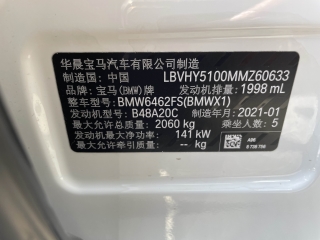 华晨宝马汽车有限公司制造
制造国：中国 LBVHY5100MMZ60633
品牌：宝马(BMW)牌 发动机排量：1998 mL
整车型号：BMW6462FS(BMWX1)
发动机型号：B48A20C 制造年月：2021-01
最大允许总质量：2060 kg 乘坐人数：5
发动机最大净功率：141 kW
最大允许牵引质量：-- kg